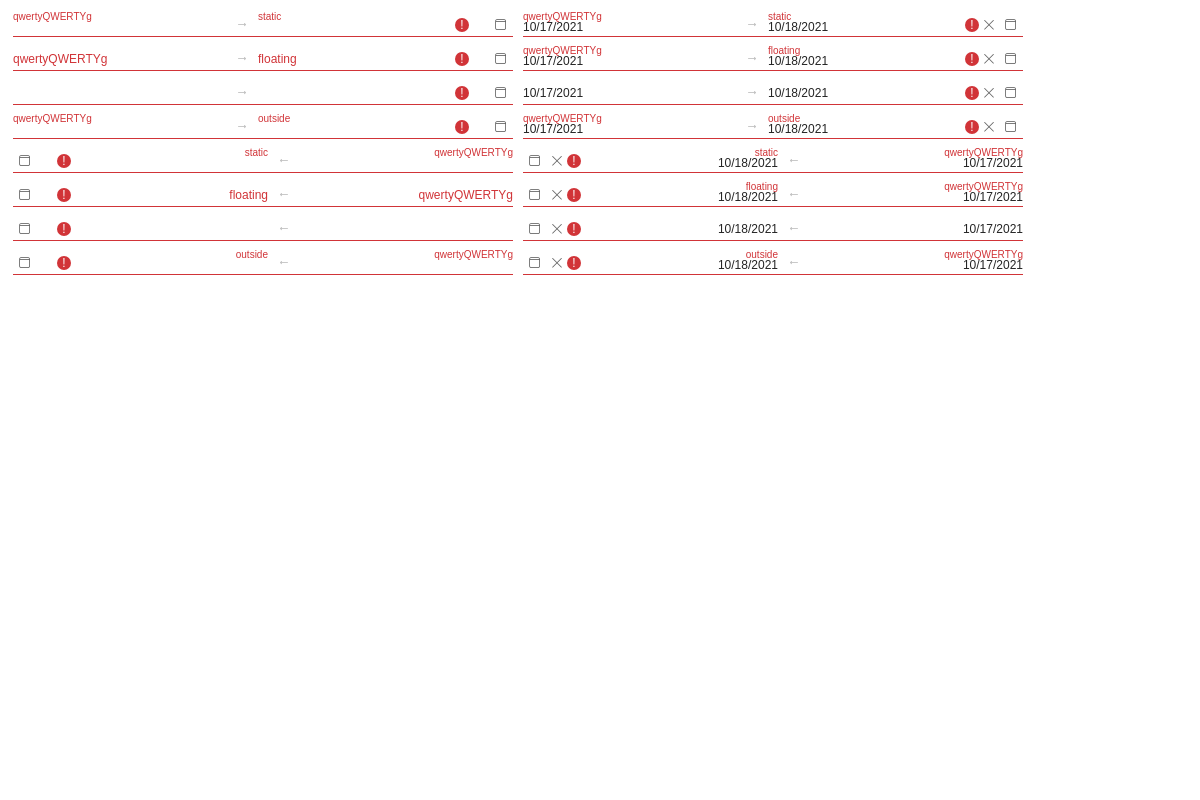 qwertyQWERTYg → static ! qwertyQWERTYg 10/17/2021 → static 10/18/2021 !
qwertyQWERTYg → floating ! qwertyQWERTYg 10/17/2021 → floating 10/18/2021 !
→ ! 10/17/2021 → 10/18/2021 !
qwertyQWERTYg → outside ! qwertyQWERTYg 10/17/2021 → outside 10/18/2021 !
! static ← qwertyQWERTYg ! static 10/18/2021 ← qwertyQWERTYg 10/17/2021
! floating ← qwertyQWERTYg ! floating 10/18/2021 ← qwertyQWERTYg 10/17/2021
! ← ! 10/18/2021 ← 10/17/2021
! outside ← qwertyQWERTYg ! outside 10/18/2021 ← qwertyQWERTYg 10/17/2021